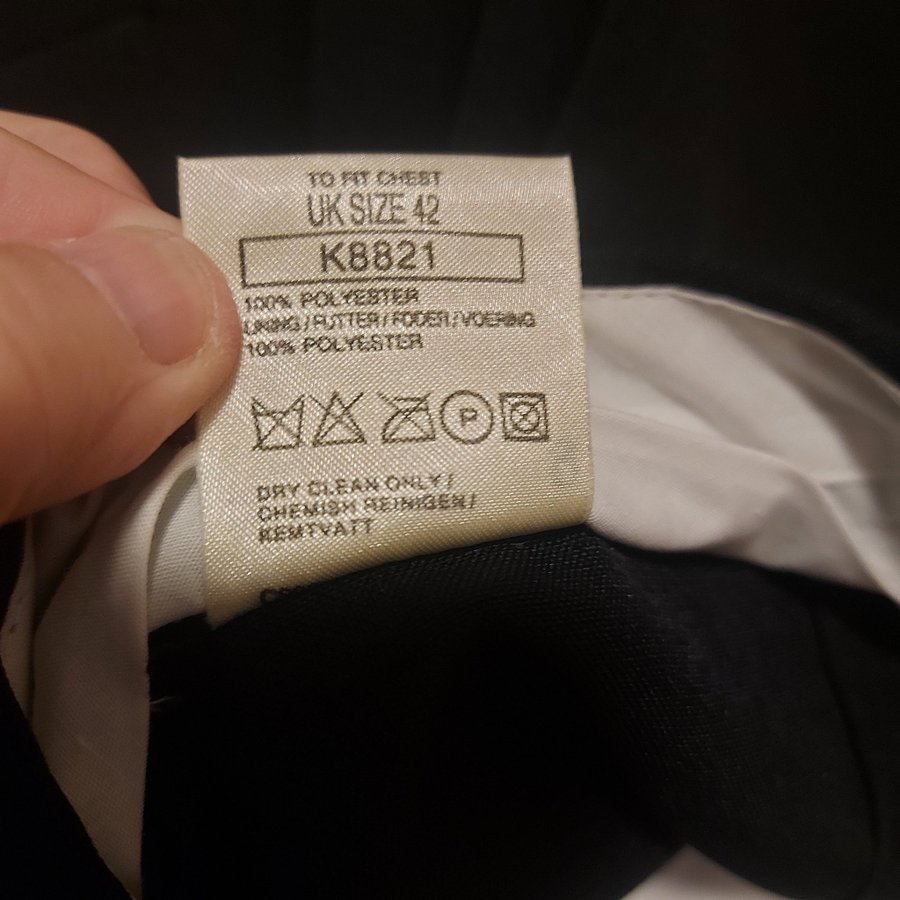 TO FIT CHEST
UK SIZE 42
K8821
100% POLYESTER
LINING/FUTTER/FODER/VOERING
100% POLYESTER
P
DRY CLEAN ONLY/
CHEMISH REINIGEN/
KEMTVATT